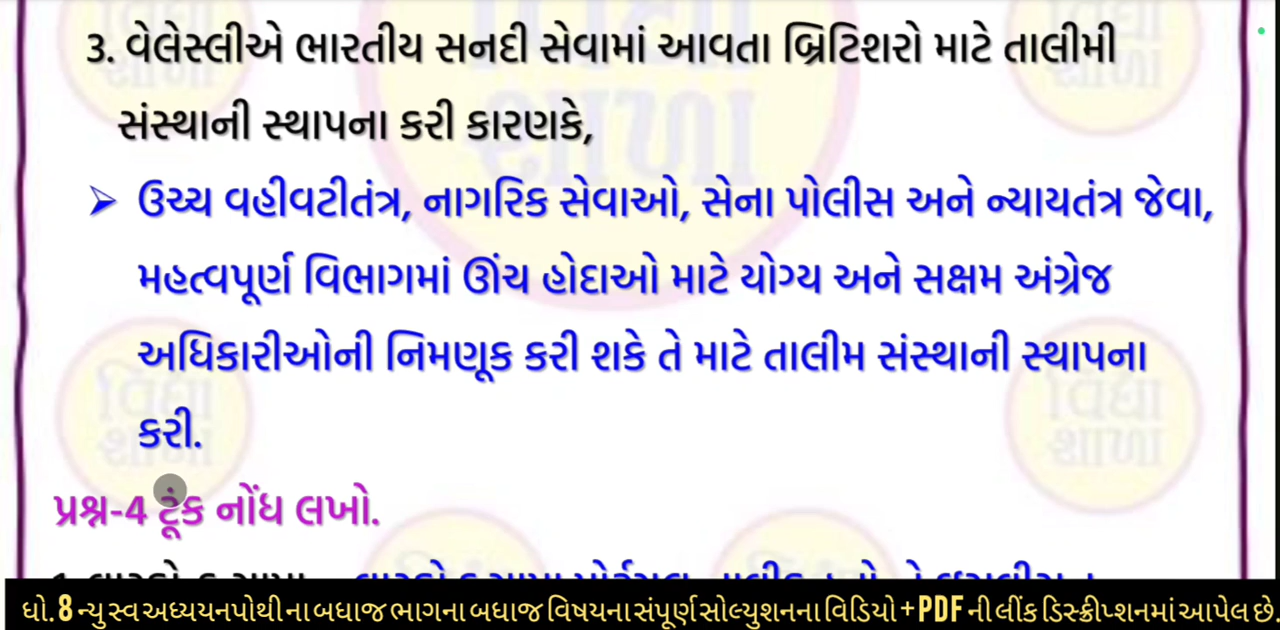 3. વેલેસ્લીએ ભારતીય સનદી સેવામાં આવતા બ્રિટિશરો માટે તાલીમી
સંસ્થાની સ્થાપના કરી કારણકે,
➢ ઉચ્ચ વહીવટીતંત્ર, નાગરિક સેવાઓ, સેના પોલીસ અને ન્યાયતંત્ર જેવા,
મહત્વપૂર્ણ વિભાગમાં ઊંચ હોદાઓ માટે યોગ્ય અને સક્ષમ અંગ્રેજ
અધિકારીઓની નિમણૂક કરી શકે તે માટે તાલીમ સંસ્થાની સ્થાપના
કરી.
પ્રશ્ન-4 ટૂંક નોંધ લખો.
ધો. 8 ન્યુ સ્વ અધ્યયનપોથી ના બધાજ ભાગના બધાજ વિષયના સંપૂર્ણ સોલ્યુશનના વિડિયો + PDF ની લીંક ડિસ્ક્રીપ્શનમાં આપેલ છે.
વિદ્યા
શાળા
વિદ્યા
શાળા